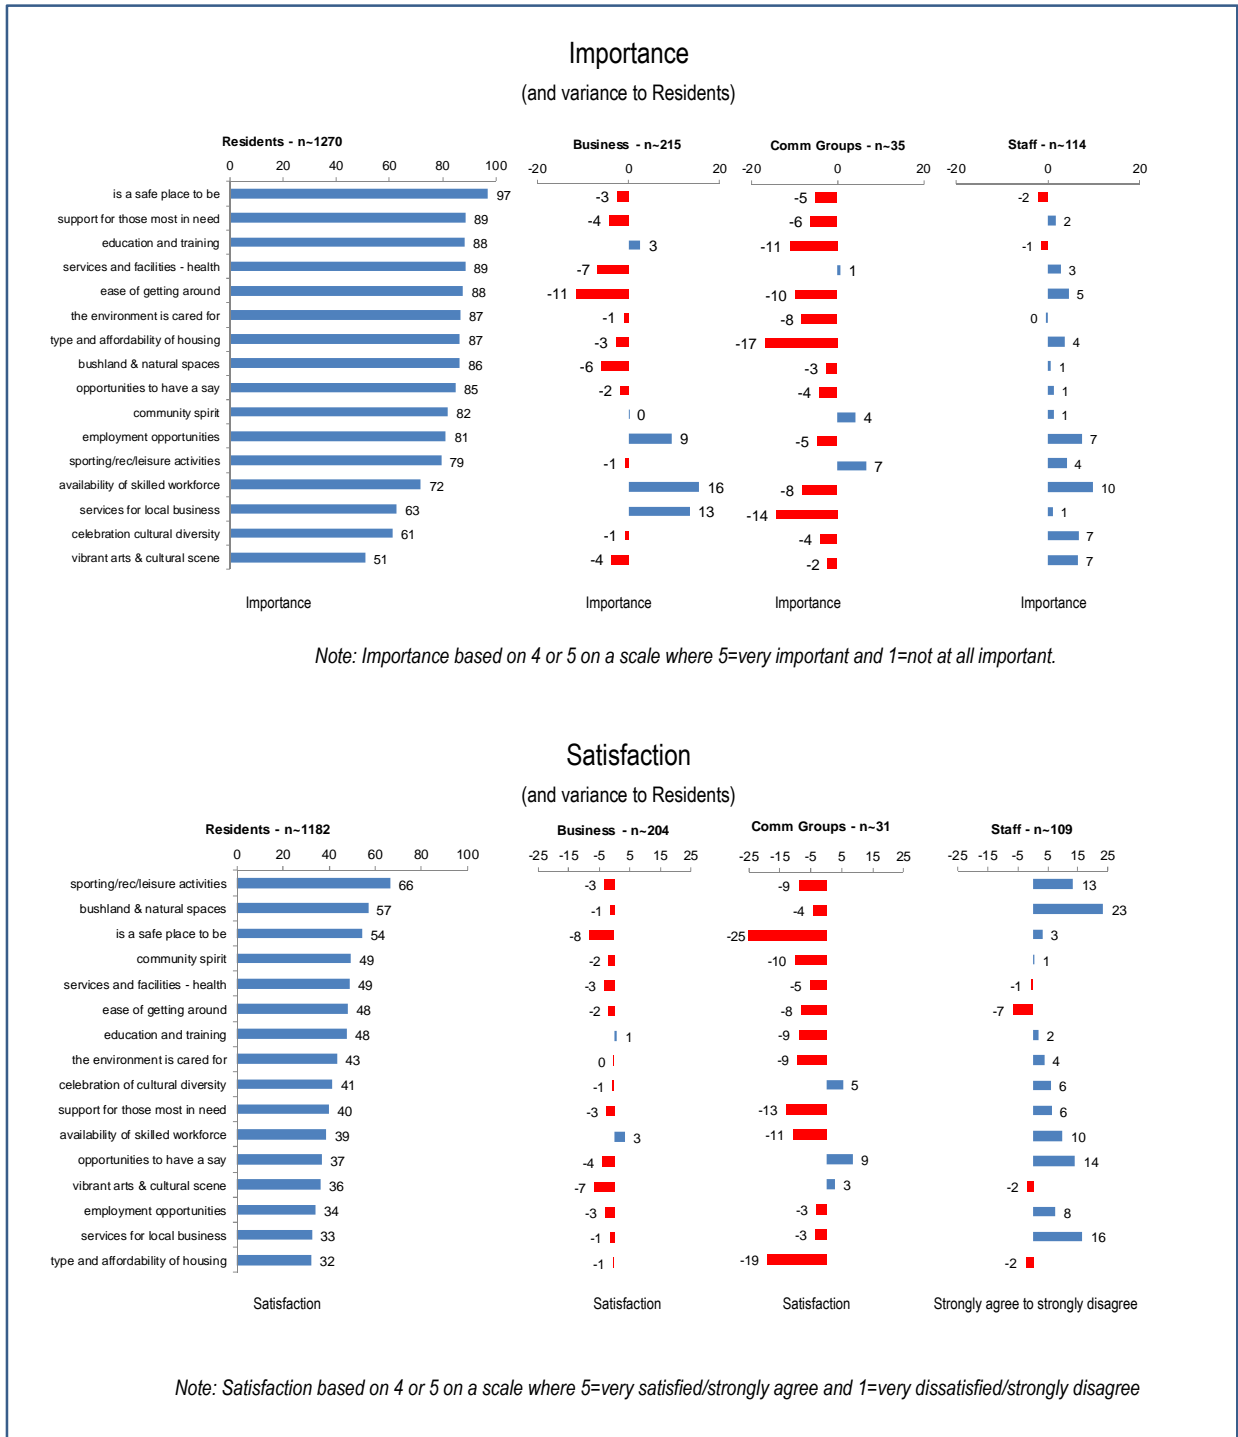 Importance
(and variance to Residents)
Residents - n~1270 Business - n~215 Comm Groups - n~35 Staff - n~114
0 20 40 60 80 100 -20 0 20 -20 0 20 -20 0 20
is a safe place to be 97 -3 -5 -2
support for those most in need 89 -4 -6 2
education and training 88 3 -11 -1
services and facilities - health 89 -7 1 3
ease of getting around 88 -11 -10 5
the environment is cared for 87 -1 -8 0
type and affordability of housing 87 -3 -17 4
bushland & natural spaces 86 -6 -3 1
opportunities to have a say 85 -2 -4 1
community spirit 82 0 4 1
employment opportunities 81 9 -5 7
sporting/rec/leisure activities 79 -1 7 4
availability of skilled workforce 72 16 -8 10
services for local business 63 13 -14 1
celebration cultural diversity 61 -1 -4 7
vibrant arts & cultural scene 51 -4 -2 7
Importance Importance Importance Importance
Note: Importance based on 4 or 5 on a scale where 5=very important and 1=not at all important.
Satisfaction
(and variance to Residents)
Residents - n~1182 Business - n~204 Comm Groups - n~31 Staff - n~109
0 20 40 60 80 100 -25 -15 -5 5 15 25 -25 -15 -5 5 15 25 -25 -15 -5 5 15 25
sporting/rec/leisure activities 66 -3 -9 13
bushland & natural spaces 57 -1 -4 23
is a safe place to be 54 -8 -25 3
community spirit 49 -2 -10 1
services and facilities - health 49 -3 -5 -1
ease of getting around 48 -2 -8 -7
education and training 48 1 -9 2
the environment is cared for 43 0 -9 4
celebration of cultural diversity 41 -1 5 6
support for those most in need 40 -3 -13 6
availability of skilled workforce 39 3 -11 10
opportunities to have a say 37 -4 9 14
vibrant arts & cultural scene 36 -7 3 -2
employment opportunities 34 -3 -3 8
services for local business 33 -1 -3 16
type and affordability of housing 32 -1 -19 -2
Satisfaction Satisfaction Satisfaction Strongly agree to strongly disagree
Note: Satisfaction based on 4 or 5 on a scale where 5=very satisfied/strongly agree and 1=very dissatisfied/strongly disagree